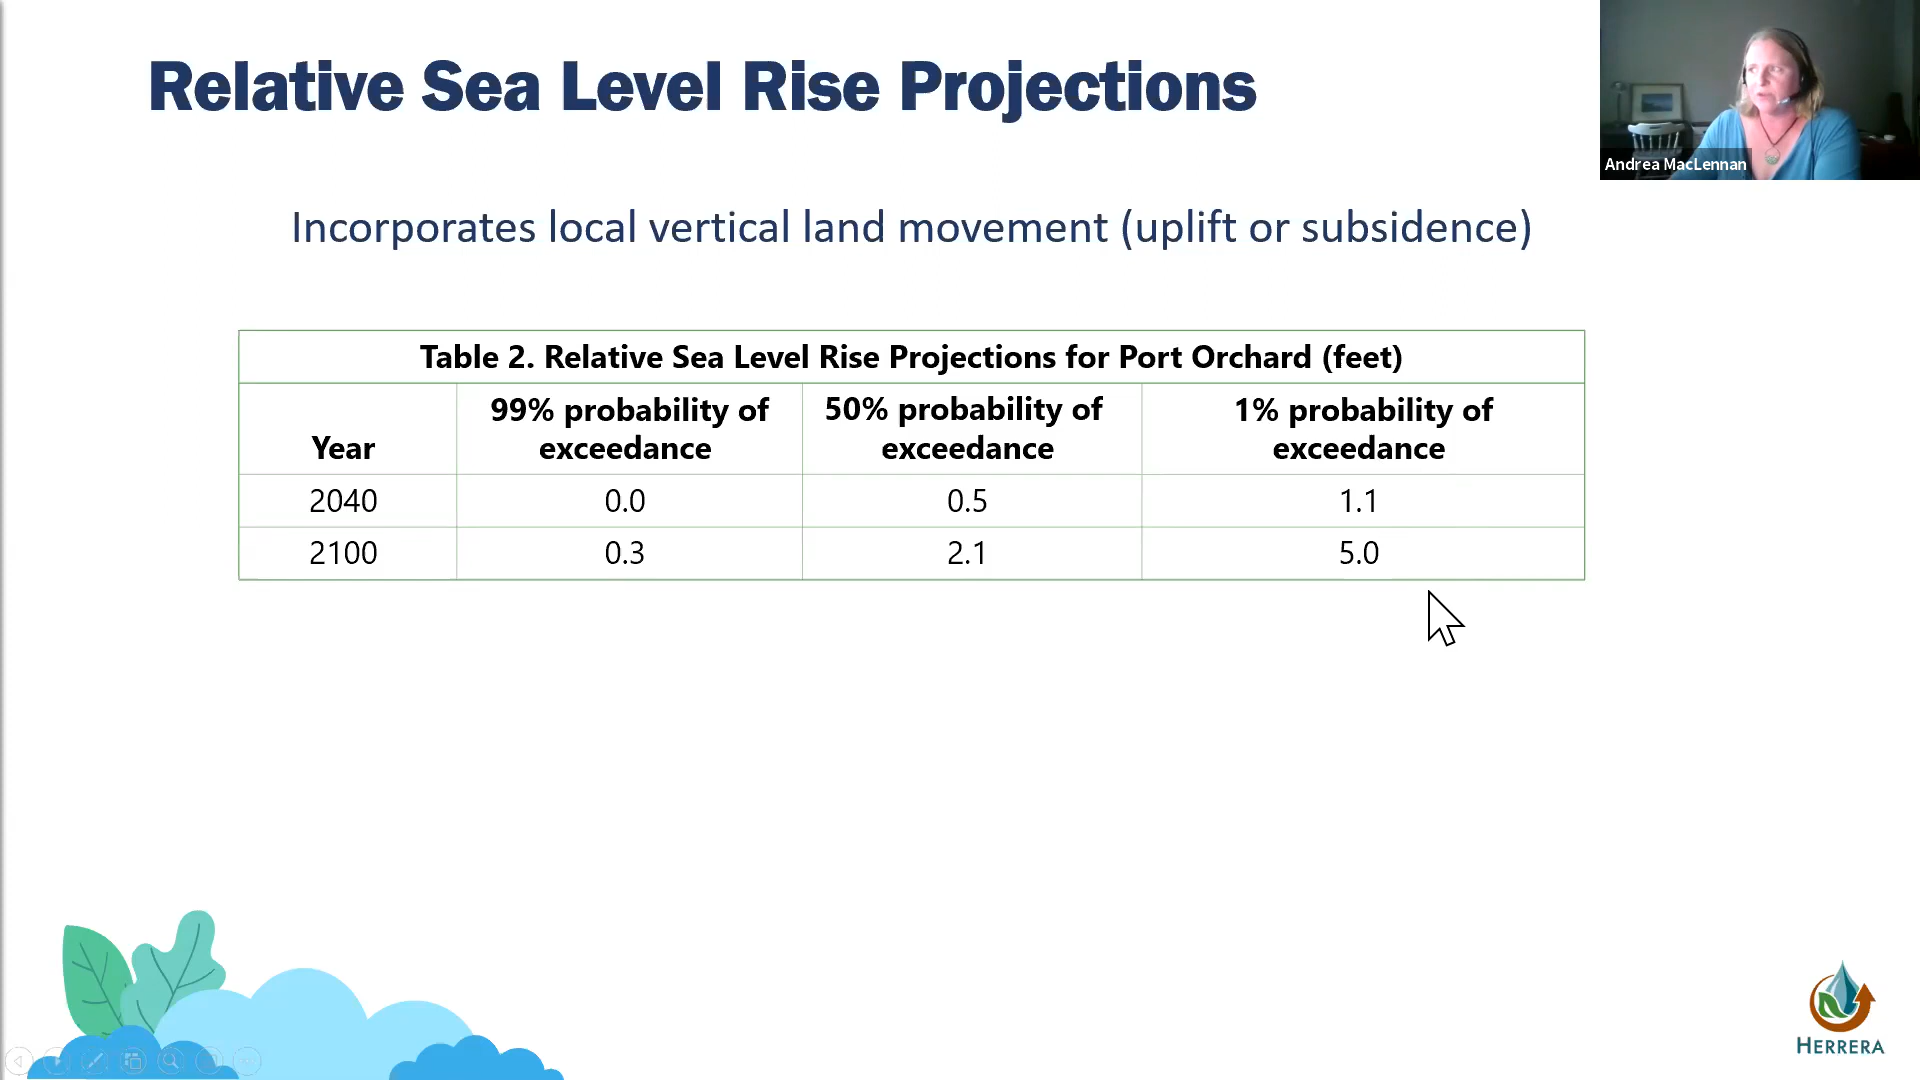 Relative Sea Level Rise Projections
Andrea MacLennan
Incorporates local vertical land movement (uplift or subsidence)
Table 2. Relative Sea Level Rise Projections for Port Orchard (feet)
Year
99% probability of
exceedance
50% probability of
exceedance
1% probability of
exceedance
2040 0.0 0.5 1.1
2100 0.3 2.1 5.0
HERRERA